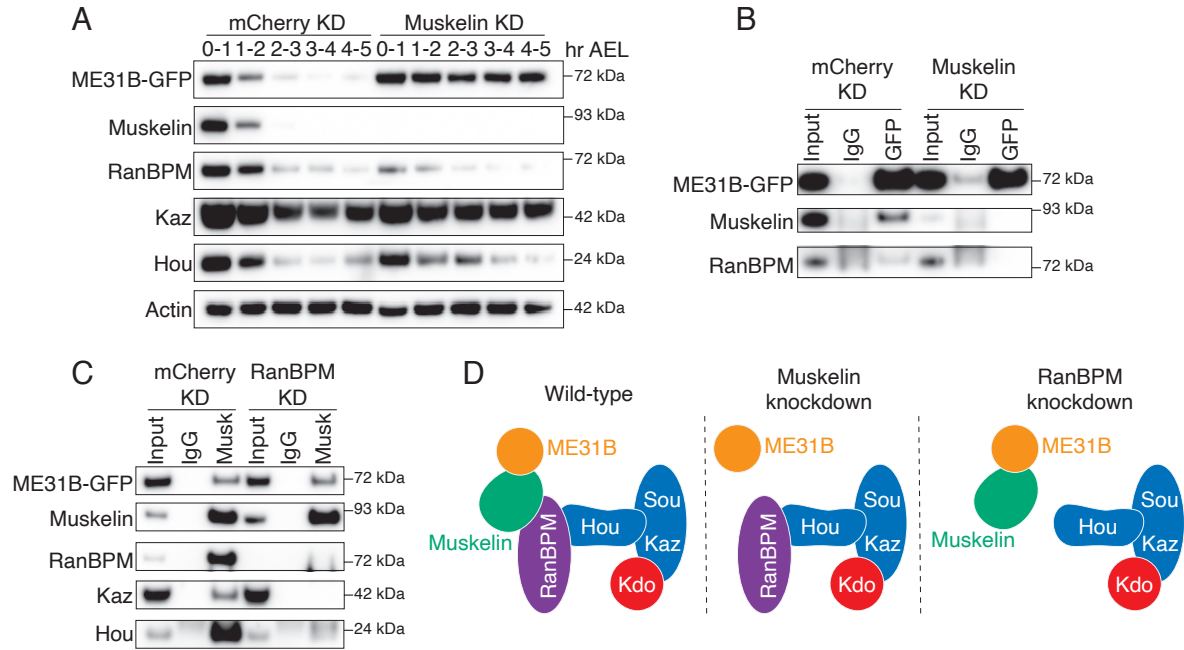 A
mCherry KD Muskelin KD
0-1 1-2 2-3 3-4 4-5 0-1 1-2 2-3 3-4 4-5 hr AEL
ME31B-GFP 72 kDa
Muskelin 93 kDa
RanBPM 72 kDa
Kaz 42 kDa
Hou 24 kDa
Actin 42 kDa
B
mCherry KD Muskelin KD
Input IgG GFP Input IgG GFP
ME31B-GFP 72 kDa
Muskelin 93 kDa
RanBPM 72 kDa
C
mCherry KD RanBPM KD
Input IgG Musk Input IgG Musk
ME31B-GFP 72 kDa
Muskelin 93 kDa
RanBPM 72 kDa
Kaz 42 kDa
Hou 24 kDa
D
Wild-type
ME31B
Muskelin
RanBPM
Hou
Sou
Kaz
Kdo
Muskelin
knockdown
ME31B
RanBPM
Hou
Sou
Kaz
Kdo
RanBPM
knockdown
ME31B
Muskelin
Hou
Sou
Kaz
Kdo